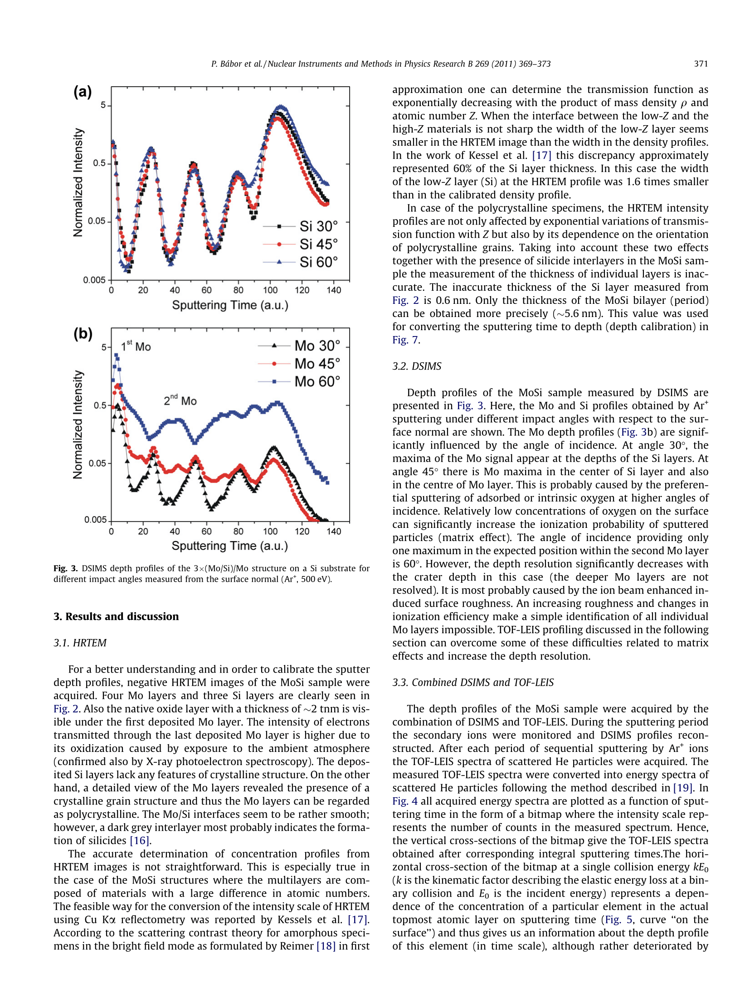 P. Bábor et al. / Nuclear Instruments and Methods in Physics Research B 269 (2011) 369–373
371
(a)
5
0.5
0.05
0.005
Normalized Intensity
Si 30°
Si 45°
Si 60°
0 20 40 60 80 100 120 140
Sputtering Time (a.u.)
(b)
5
0.5
0.05
0.005
Normalized Intensity
1st Mo
2nd Mo
Mo 30°
Mo 45°
Mo 60°
0 20 40 60 80 100 120 140
Sputtering Time (a.u.)
Fig. 3. DSIMS depth profiles of the 3×(Mo/Si)/Mo structure on a Si substrate for
different impact angles measured from the surface normal (Ar+, 500 eV).
3. Results and discussion
3.1. HRTEM
For a better understanding and in order to calibrate the sputter
depth profiles, negative HRTEM images of the MoSi sample were
acquired. Four Mo layers and three Si layers are clearly seen in
Fig. 2. Also the native oxide layer with a thickness of ~2 tnm is vis-
ible under the first deposited Mo layer. The intensity of electrons
transmitted through the last deposited Mo layer is higher due to
its oxidization caused by exposure to the ambient atmosphere
(confirmed also by X-ray photoelectron spectroscopy). The depos-
ited Si layers lack any features of crystalline structure. On the other
hand, a detailed view of the Mo layers revealed the presence of a
crystalline grain structure and thus the Mo layers can be regarded
as polycrystalline. The Mo/Si interfaces seem to be rather smooth;
however, a dark grey interlayer most probably indicates the forma-
tion of silicides [16].
The accurate determination of concentration profiles from
HRTEM images is not straightforward. This is especially true in
the case of the MoSi structures where the multilayers are com-
posed of materials with a large difference in atomic numbers.
The feasible way for the conversion of the intensity scale of HRTEM
using Cu Kα reflectometry was reported by Kessels et al. [17].
According to the scattering contrast theory for amorphous speci-
mens in the bright field mode as formulated by Reimer [18] in first
approximation one can determine the transmission function as
exponentially decreasing with the product of mass density ρ and
atomic number Z. When the interface between the low-Z and the
high-Z materials is not sharp the width of the low-Z layer seems
smaller in the HRTEM image than the width in the density profiles.
In the work of Kessel et al. [17] this discrepancy approximately
represented 60% of the Si layer thickness. In this case the width
of the low-Z layer (Si) at the HRTEM profile was 1.6 times smaller
than in the calibrated density profile.
In case of the polycrystalline specimens, the HRTEM intensity
profiles are not only affected by exponential variations of transmis-
sion function with Z but also by its dependence on the orientation
of polycrystalline grains. Taking into account these two effects
together with the presence of silicide interlayers in the MoSi sam-
ple the measurement of the thickness of individual layers is inac-
curate. The inaccurate thickness of the Si layer measured from
Fig. 2 is 0.6 nm. Only the thickness of the MoSi bilayer (period)
can be obtained more precisely (~5.6 nm). This value was used
for converting the sputtering time to depth (depth calibration) in
Fig. 7.
3.2. DSIMS
Depth profiles of the MoSi sample measured by DSIMS are
presented in Fig. 3. Here, the Mo and Si profiles obtained by Ar+
sputtering under different impact angles with respect to the sur-
face normal are shown. The Mo depth profiles (Fig. 3b) are signif-
icantly influenced by the angle of incidence. At angle 30°, the
maxima of the Mo signal appear at the depths of the Si layers. At
angle 45° there is Mo maxima in the center of Si layer and also
in the centre of Mo layer. This is probably caused by the preferen-
tial sputtering of adsorbed or intrinsic oxygen at higher angles of
incidence. Relatively low concentrations of oxygen on the surface
can significantly increase the ionization probability of sputtered
particles (matrix effect). The angle of incidence providing only
one maximum in the expected position within the second Mo layer
is 60°. However, the depth resolution significantly decreases with
the crater depth in this case (the deeper Mo layers are not
resolved). It is most probably caused by the ion beam enhanced in-
duced surface roughness. An increasing roughness and changes in
ionization efficiency make a simple identification of all individual
Mo layers impossible. TOF-LEIS profiling discussed in the following
section can overcome some of these difficulties related to matrix
effects and increase the depth resolution.
3.3. Combined DSIMS and TOF-LEIS
The depth profiles of the MoSi sample were acquired by the
combination of DSIMS and TOF-LEIS. During the sputtering period
the secondary ions were monitored and DSIMS profiles recon-
structed. After each period of sequential sputtering by Ar+ ions
the TOF-LEIS spectra of scattered He particles were acquired. The
measured TOF-LEIS spectra were converted into energy spectra of
scattered He particles following the method described in [19]. In
Fig. 4 all acquired energy spectra are plotted as a function of sput-
tering time in the form of a bitmap where the intensity scale rep-
resents the number of counts in the measured spectrum. Hence,
the vertical cross-sections of the bitmap give the TOF-LEIS spectra
obtained after corresponding integral sputtering times.The hori-
zontal cross-section of the bitmap at a single collision energy kE0
(k is the kinematic factor describing the elastic energy loss at a bin-
ary collision and E0 is the incident energy) represents a depen-
dence of the concentration of a particular element in the actual
topmost atomic layer on sputtering time (Fig. 5, curve “on the
surface”) and thus gives us an information about the depth profile
of this element (in time scale), although rather deteriorated by